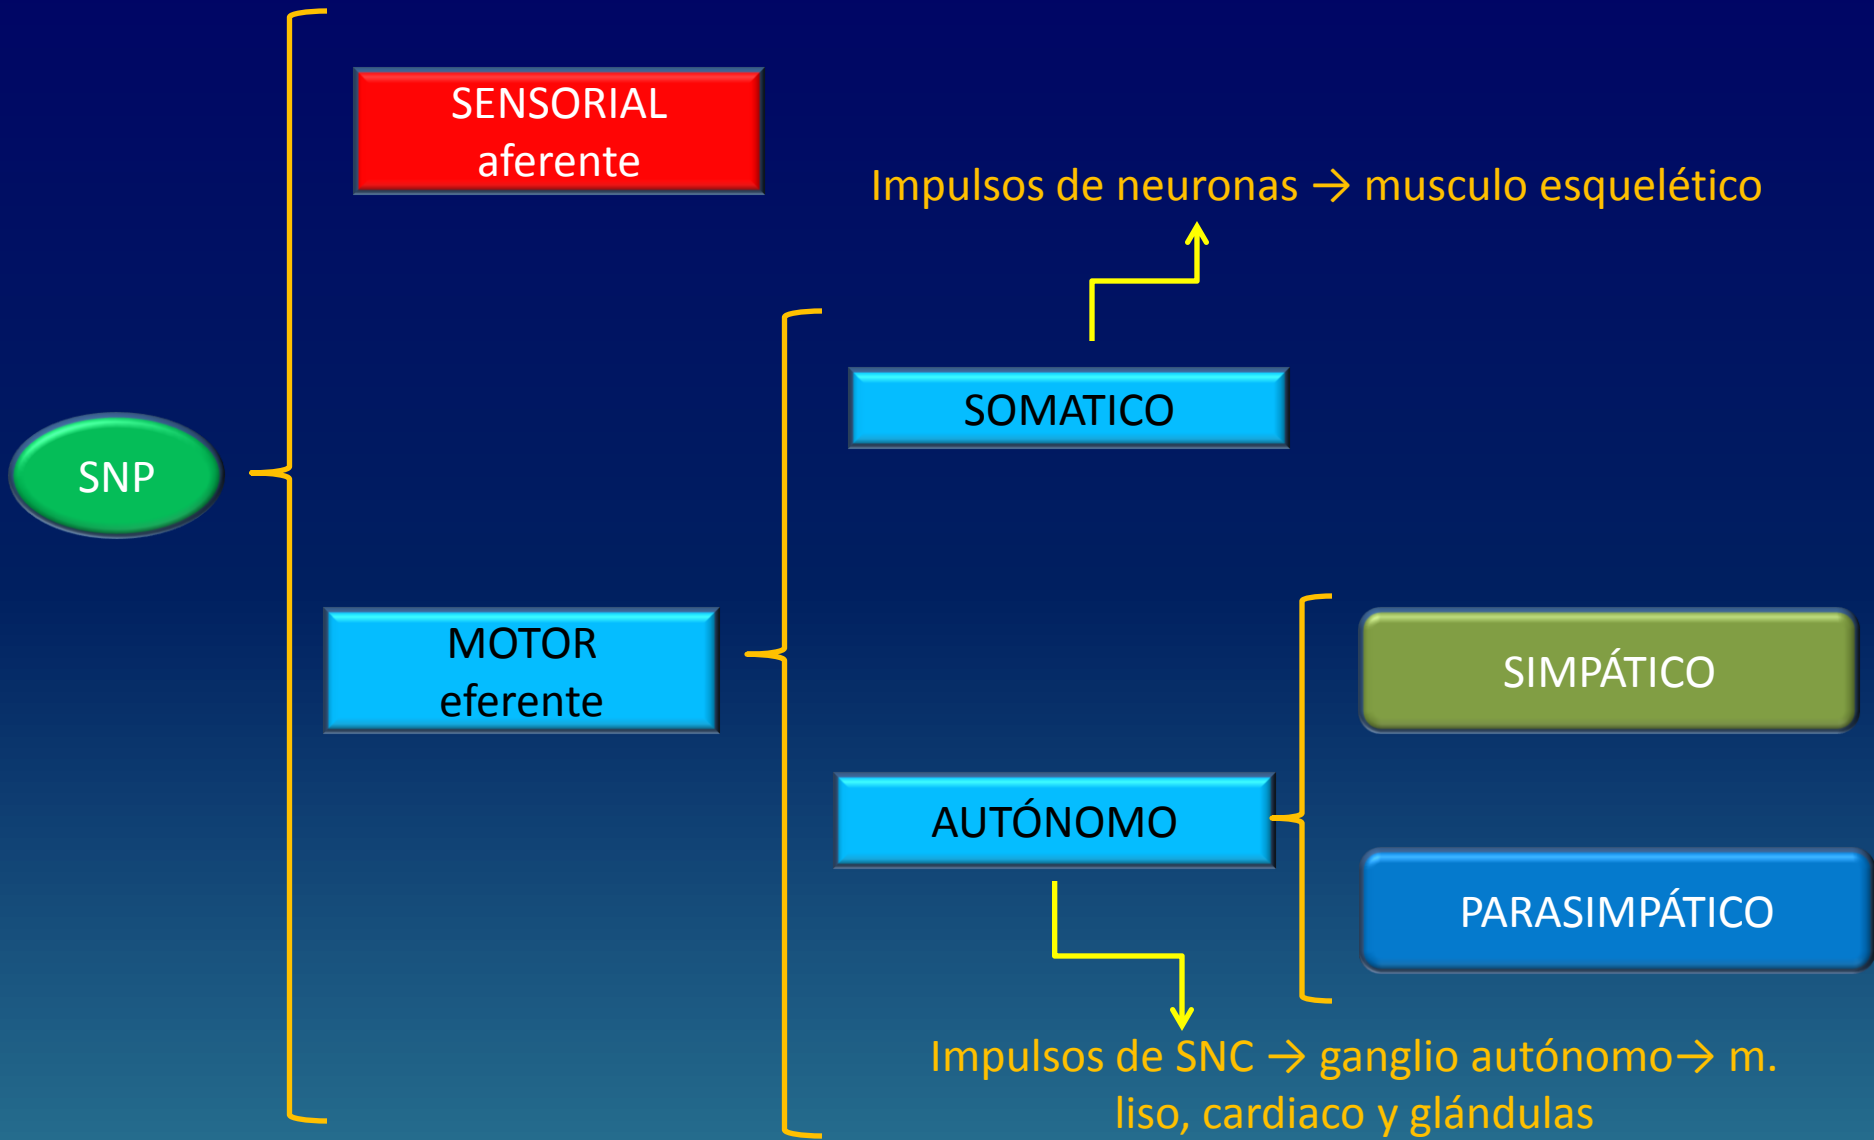 SENSORIAL
aferente
Impulsos de neuronas → musculo esquelético
SOMATICO
SNP
MOTOR
eferente
SIMPÁTICO
AUTÓNOMO
PARASIMPÁTICO
Impulsos de SNC → ganglio autónomo→ m.
liso, cardiaco y glándulas